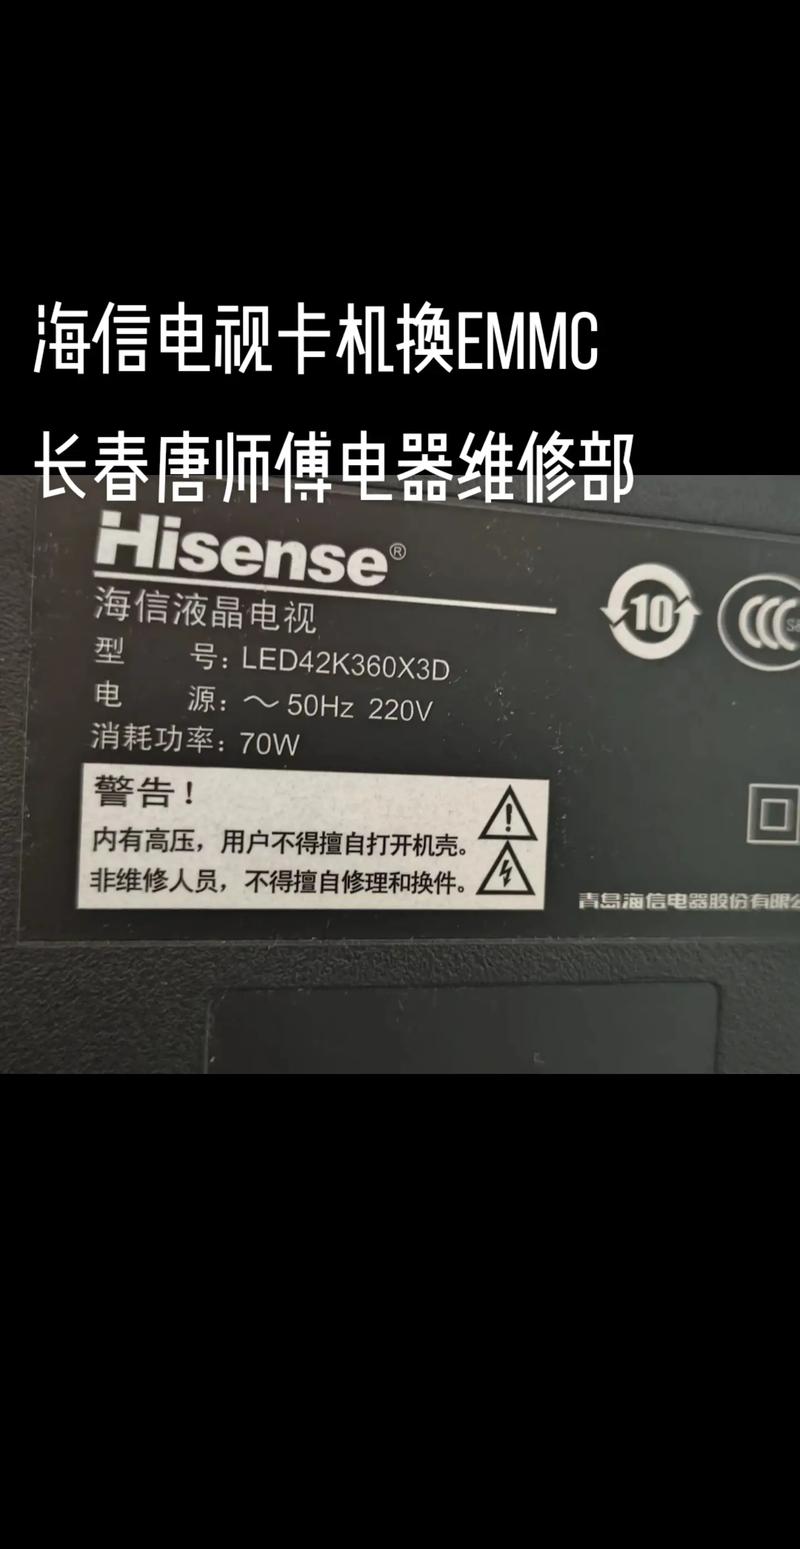 海信电视卡机換EMMC
长春唐师傅电器维修部
Hisense®
海信液晶电视
型 号: LED42K360X3D
电 源: ～ 50Hz 220V
消耗功率: 70W
10
CCC
警告！
内有高压，用户不得擅自打开机壳。
非维修人员，不得擅自修理和换件。
青岛海信电器股份有限